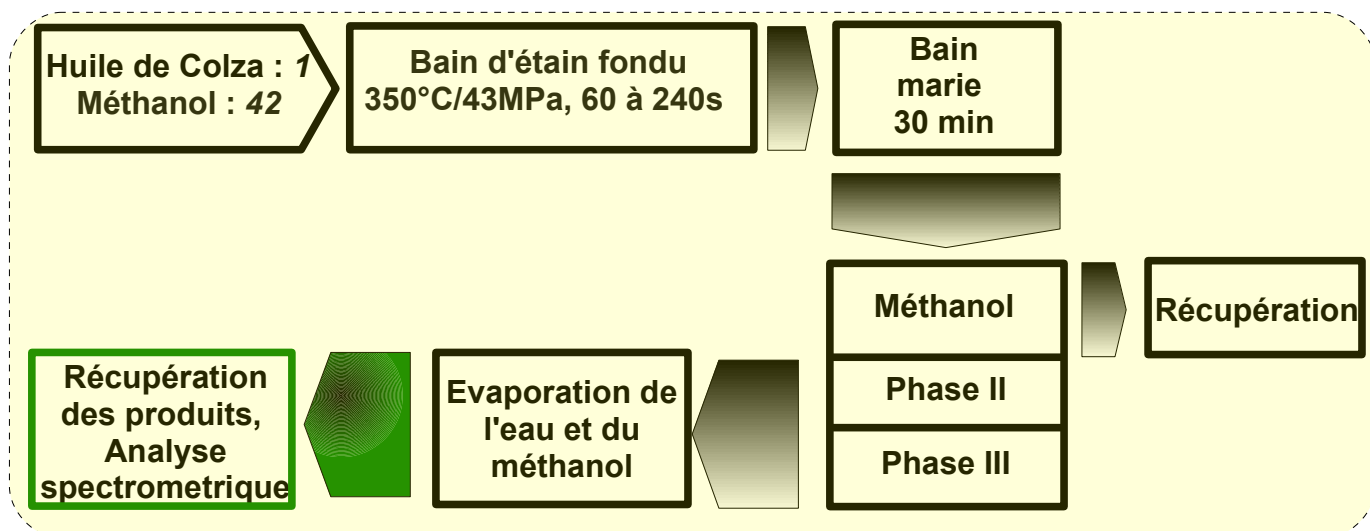 Huile de Colza : 1
Méthanol : 42
Bain d'étain fondu
350°C/43MPa, 60 à 240s
Bain
marie
30 min
Méthanol
Récupération
Phase II
Phase III
Evaporation de
l'eau et du
méthanol
Récupération
des produits,
Analyse
spectrometrique